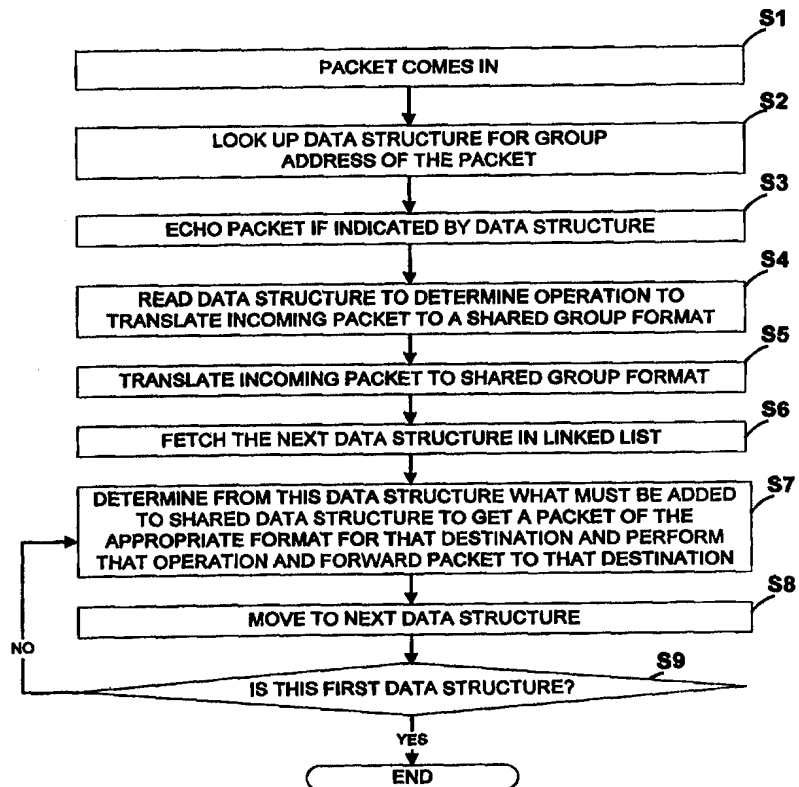 S1
PACKET COMES IN
S2
LOOK UP DATA STRUCTURE FOR GROUP
ADDRESS OF THE PACKET
S3
ECHO PACKET IF INDICATED BY DATA STRUCTURE
S4
READ DATA STRUCTURE TO DETERMINE OPERATION TO
TRANSLATE INCOMING PACKET TO A SHARED GROUP FORMAT
S5
TRANSLATE INCOMING PACKET TO SHARED GROUP FORMAT
S6
FETCH THE NEXT DATA STRUCTURE IN LINKED LIST
S7
DETERMINE FROM THIS DATA STRUCTURE WHAT MUST BE ADDED
TO SHARED DATA STRUCTURE TO GET A PACKET OF THE
APPROPRIATE FORMAT FOR THAT DESTINATION AND PERFORM
THAT OPERATION AND FORWARD PACKET TO THAT DESTINATION
S8
MOVE TO NEXT DATA STRUCTURE
NO
S9
IS THIS FIRST DATA STRUCTURE?
YES
END